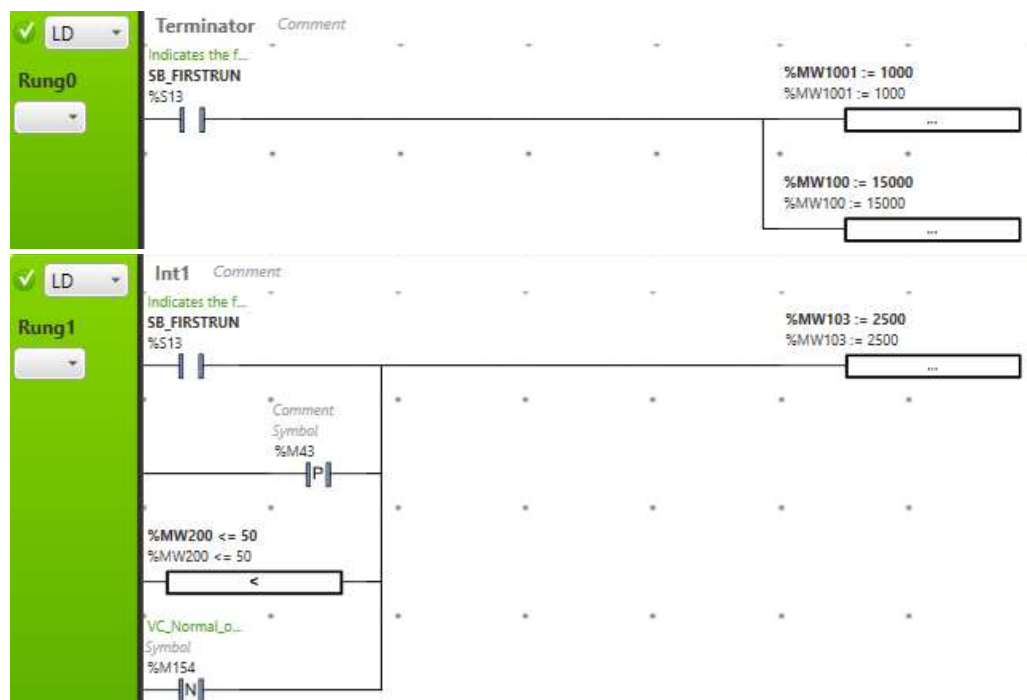 LD
Terminator Comment
Indicates the f...
Rung0
SB_FIRSTRUN
%S13
%MW1001 := 1000
%MW1001 := 1000
...
%MW100 := 15000
%MW100 := 15000
...
LD
Int1 Comment
Indicates the f...
Rung1
SB_FIRSTRUN
%S13
%MW103 := 2500
%MW103 := 2500
...
Comment
Symbol
%M43
P
%MW200 <= 50
%MW200 <= 50
<
VC_Normal_o...
Symbol
%M154
N